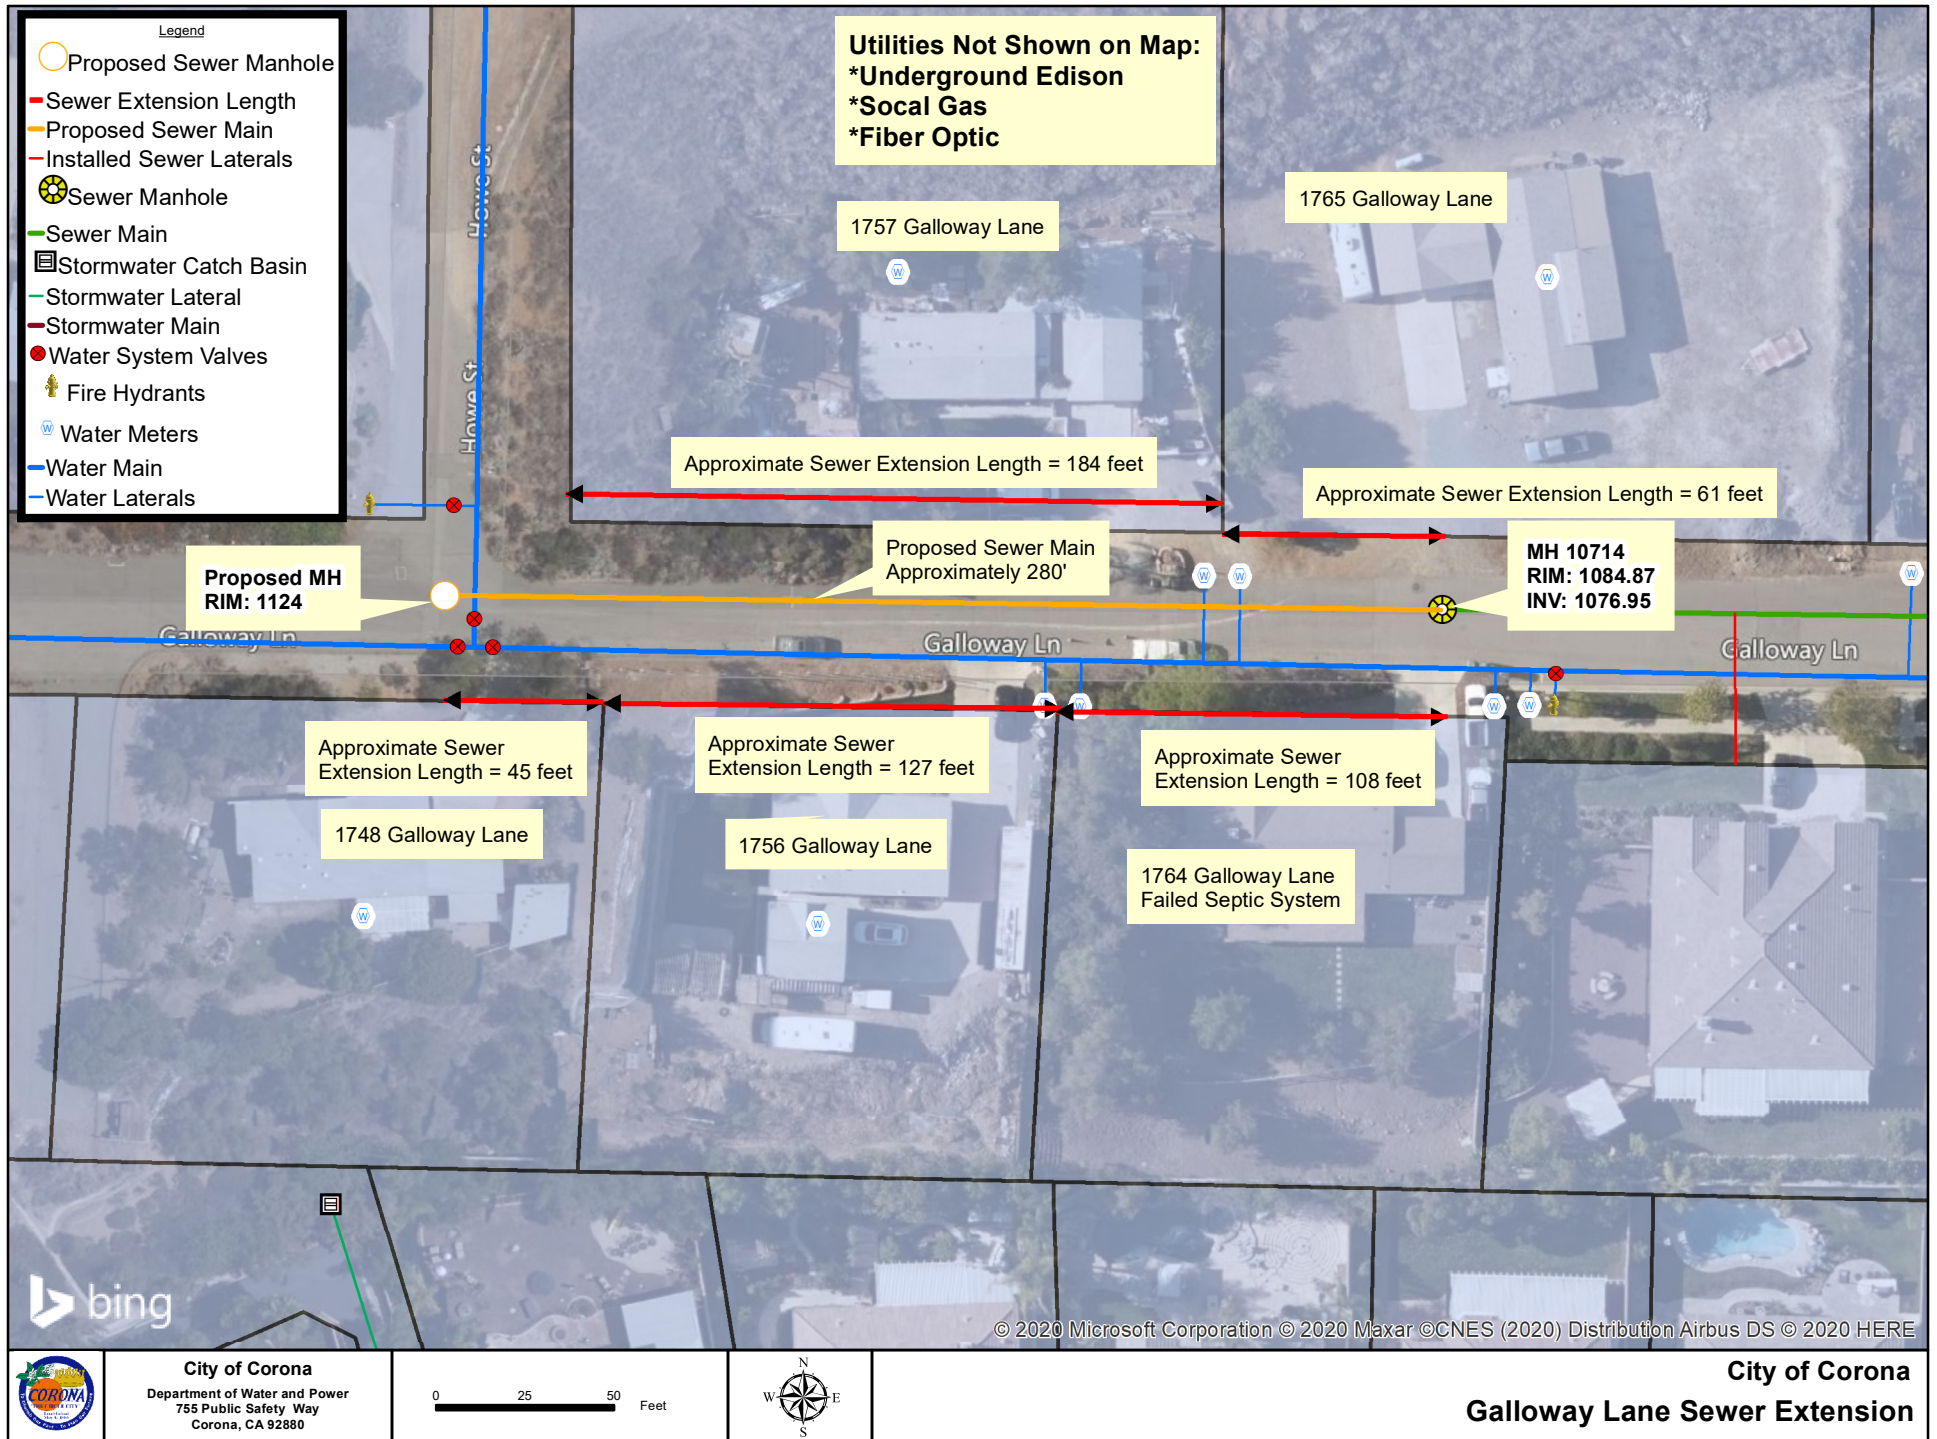 Legend
Proposed Sewer Manhole
Sewer Extension Length
Proposed Sewer Main
Installed Sewer Laterals
Sewer Manhole
Sewer Main
Stormwater Catch Basin
Stormwater Lateral
Stormwater Main
Water System Valves
Fire Hydrants
Water Meters
Water Main
Water Laterals
Utilities Not Shown on Map:
*Underground Edison
*Socal Gas
*Fiber Optic
Howe St
Howe St
1757 Galloway Lane
1765 Galloway Lane
Approximate Sewer Extension Length = 184 feet
Approximate Sewer Extension Length = 61 feet
Proposed Sewer Main
Approximately 280'
Proposed MH
RIM: 1124
MH 10714
RIM: 1084.87
INV: 1076.95
Galloway Ln
Galloway Ln
Galloway Ln
Approximate Sewer
Extension Length = 45 feet
Approximate Sewer
Extension Length = 127 feet
Approximate Sewer
Extension Length = 108 feet
1748 Galloway Lane
1756 Galloway Lane
1764 Galloway Lane
Failed Septic System
bing
© 2020 Microsoft Corporation © 2020 Maxar ©CNES (2020) Distribution Airbus DS © 2020 HERE
CORONA
City of Corona
Department of Water and Power
755 Public Safety Way
Corona, CA 92880
0 25 50
Feet
N
W E
S
City of Corona
Galloway Lane Sewer Extension